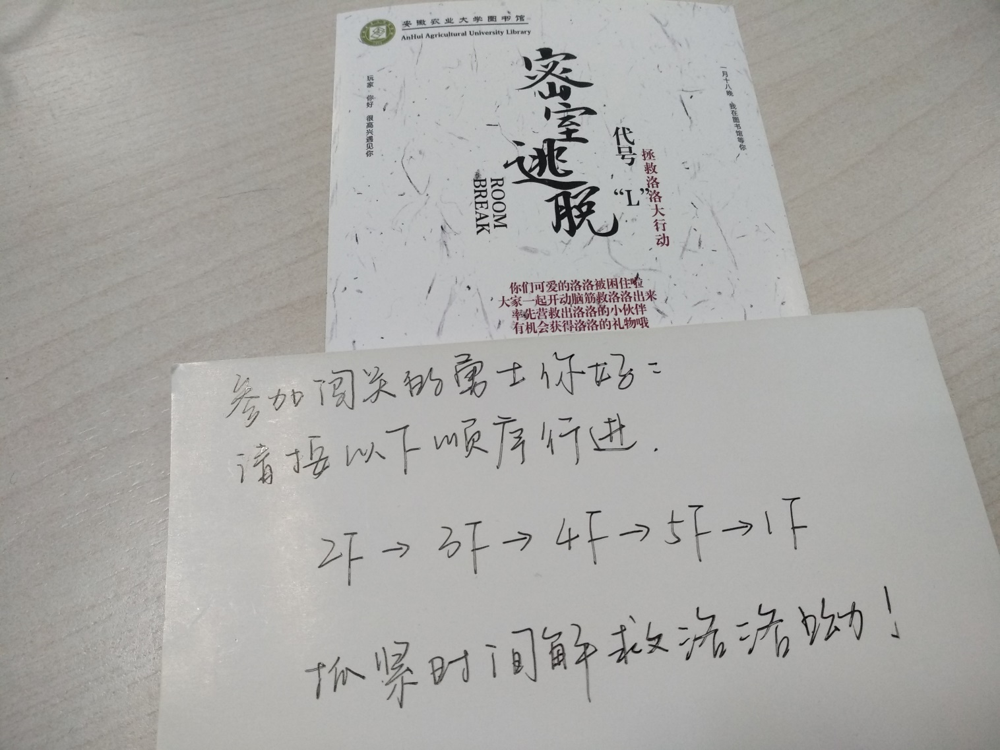 安徽农业大学图书馆
AnHui Agricultural University Library
玩家 你好 很高兴遇见你
一月十八晚 我在图书馆等你
密室逃脱
ROOM
BREAK
代号“L”
拯救洛洛大行动
你们可爱的洛洛被困住啦
大家一起开动脑筋救洛洛出来
率先营救出洛洛的小伙伴
有机会获得洛洛的礼物哦
参加闯关的勇士你好：
请按以下顺序行进.
2F→3F→4F→5F→1F
抓紧时间解救洛洛呦！